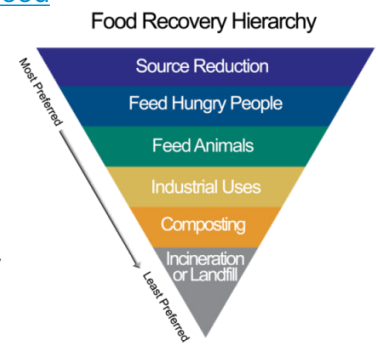 Food Recovery Hierarchy
Most Preferred
Source Reduction
Feed Hungry People
Feed Animals
Industrial Uses
Composting
Incineration
or Landfill
Least Preferred